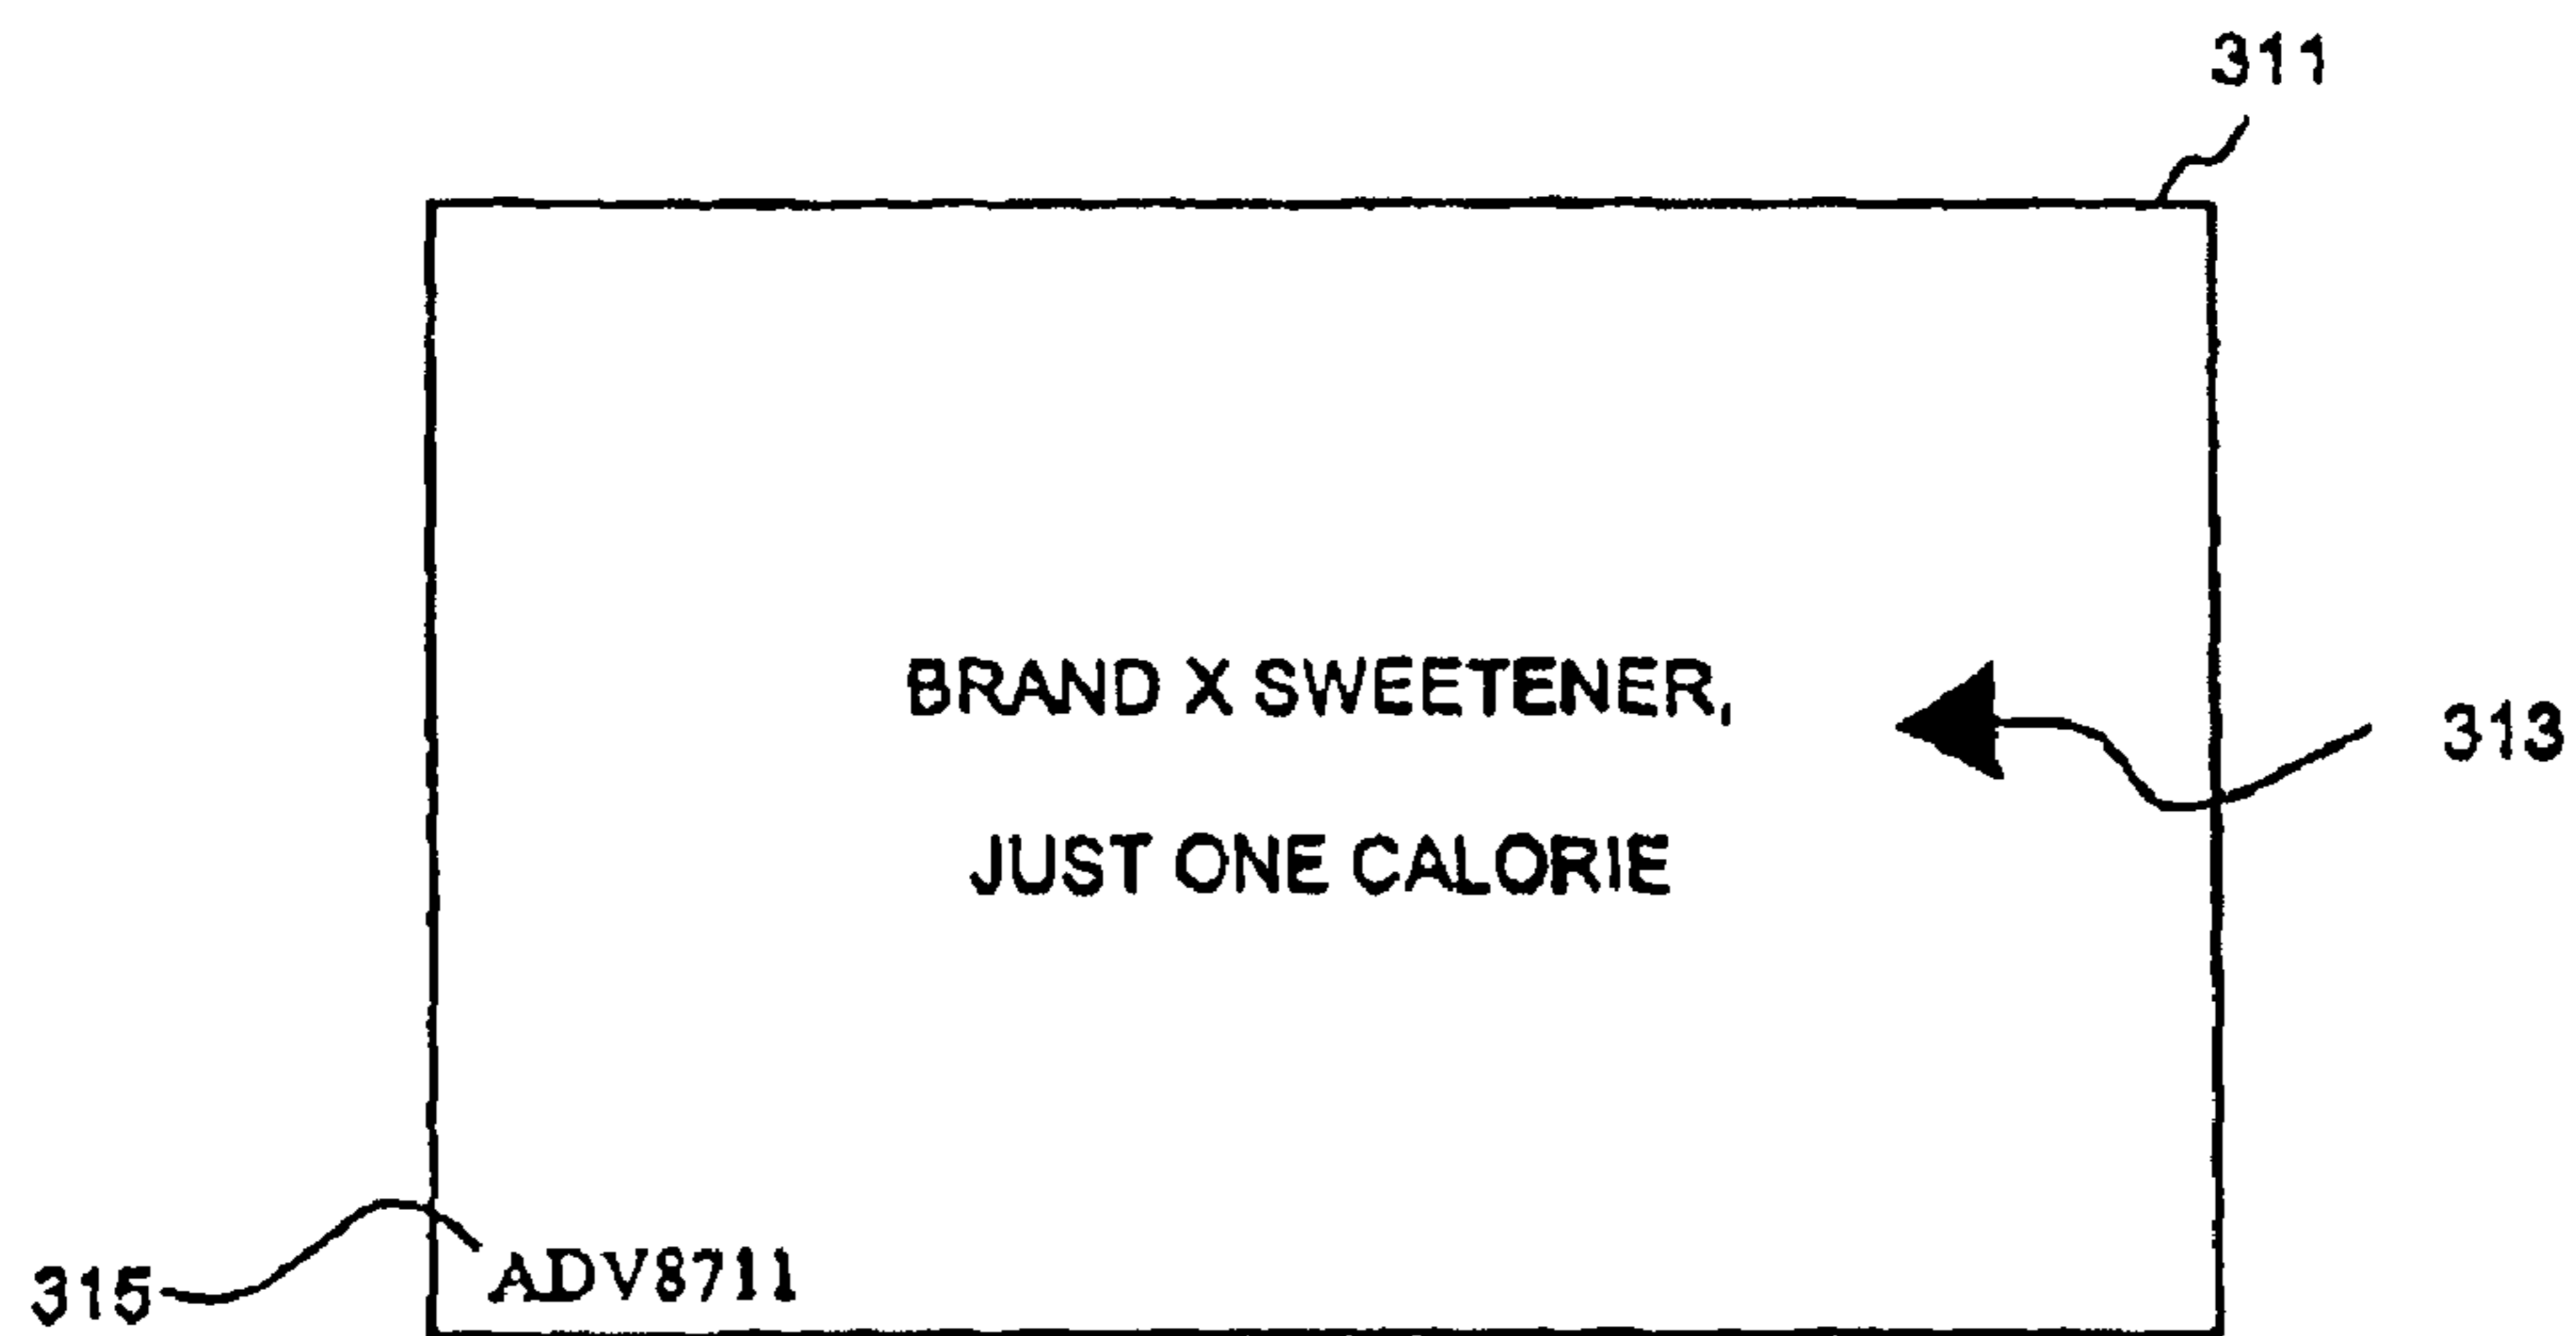 311
BRAND X SWEETENER,
313
JUST ONE CALORIE
315
ADV8711